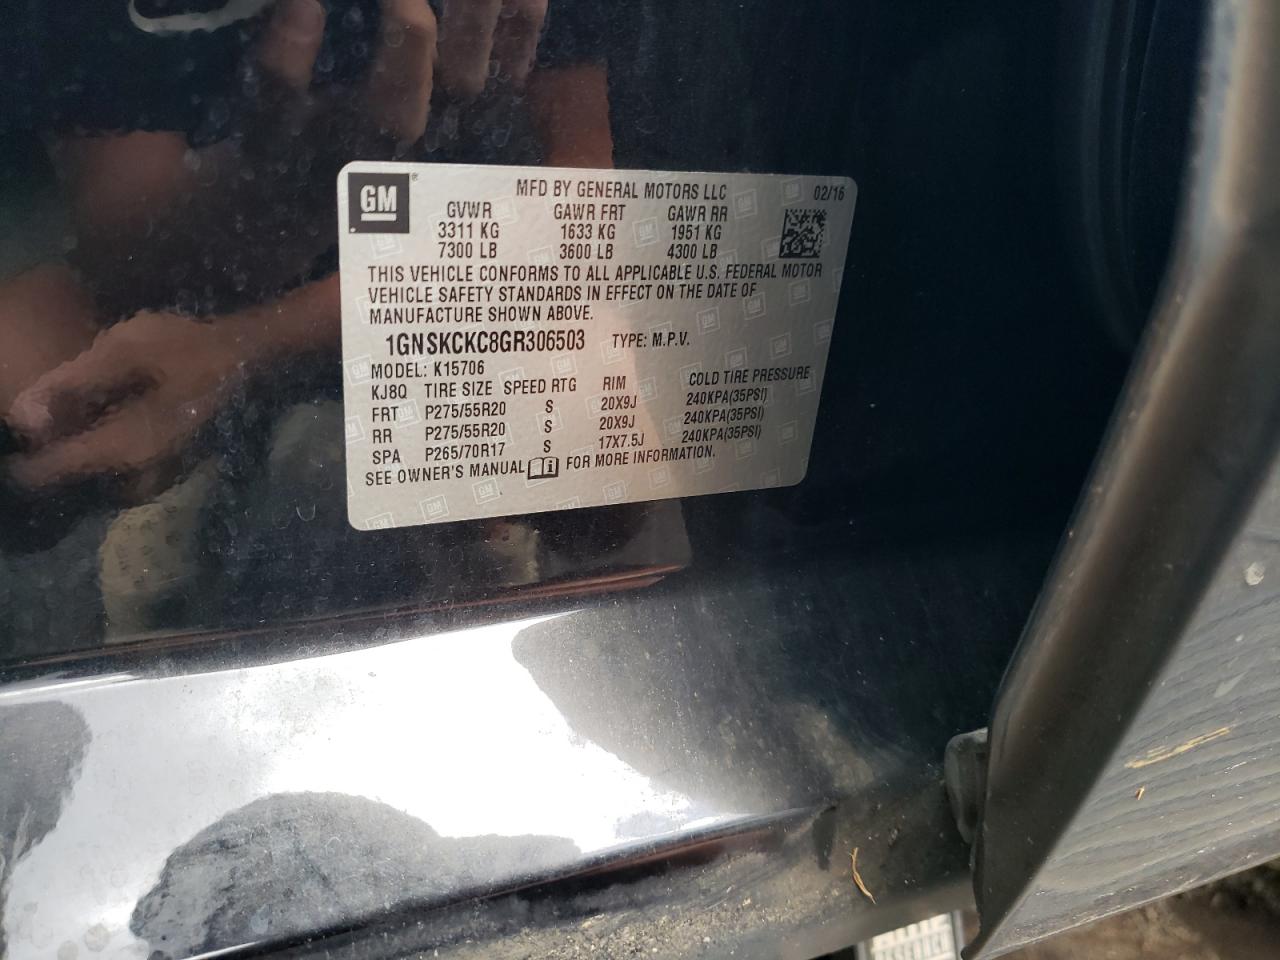 GM
MFD BY GENERAL MOTORS LLC 02/16
GVWR GAWR FRT GAWR RR
3311 KG 1633 KG 1951 KG
7300 LB 3600 LB 4300 LB
THIS VEHICLE CONFORMS TO ALL APPLICABLE U.S. FEDERAL MOTOR
VEHICLE SAFETY STANDARDS IN EFFECT ON THE DATE OF
MANUFACTURE SHOWN ABOVE.
1GNSKCKC8GR306503 TYPE: M.P.V.
MODEL: K15706
KJ8Q TIRE SIZE SPEED RTG RIM COLD TIRE PRESSURE
FRT P275/55R20 S 20X9J 240KPA(35PSI)
RR P275/55R20 S 20X9J 240KPA(35PSI)
SPA P265/70R17 S 17X7.5J 240KPA(35PSI)
SEE OWNER'S MANUAL i FOR MORE INFORMATION.